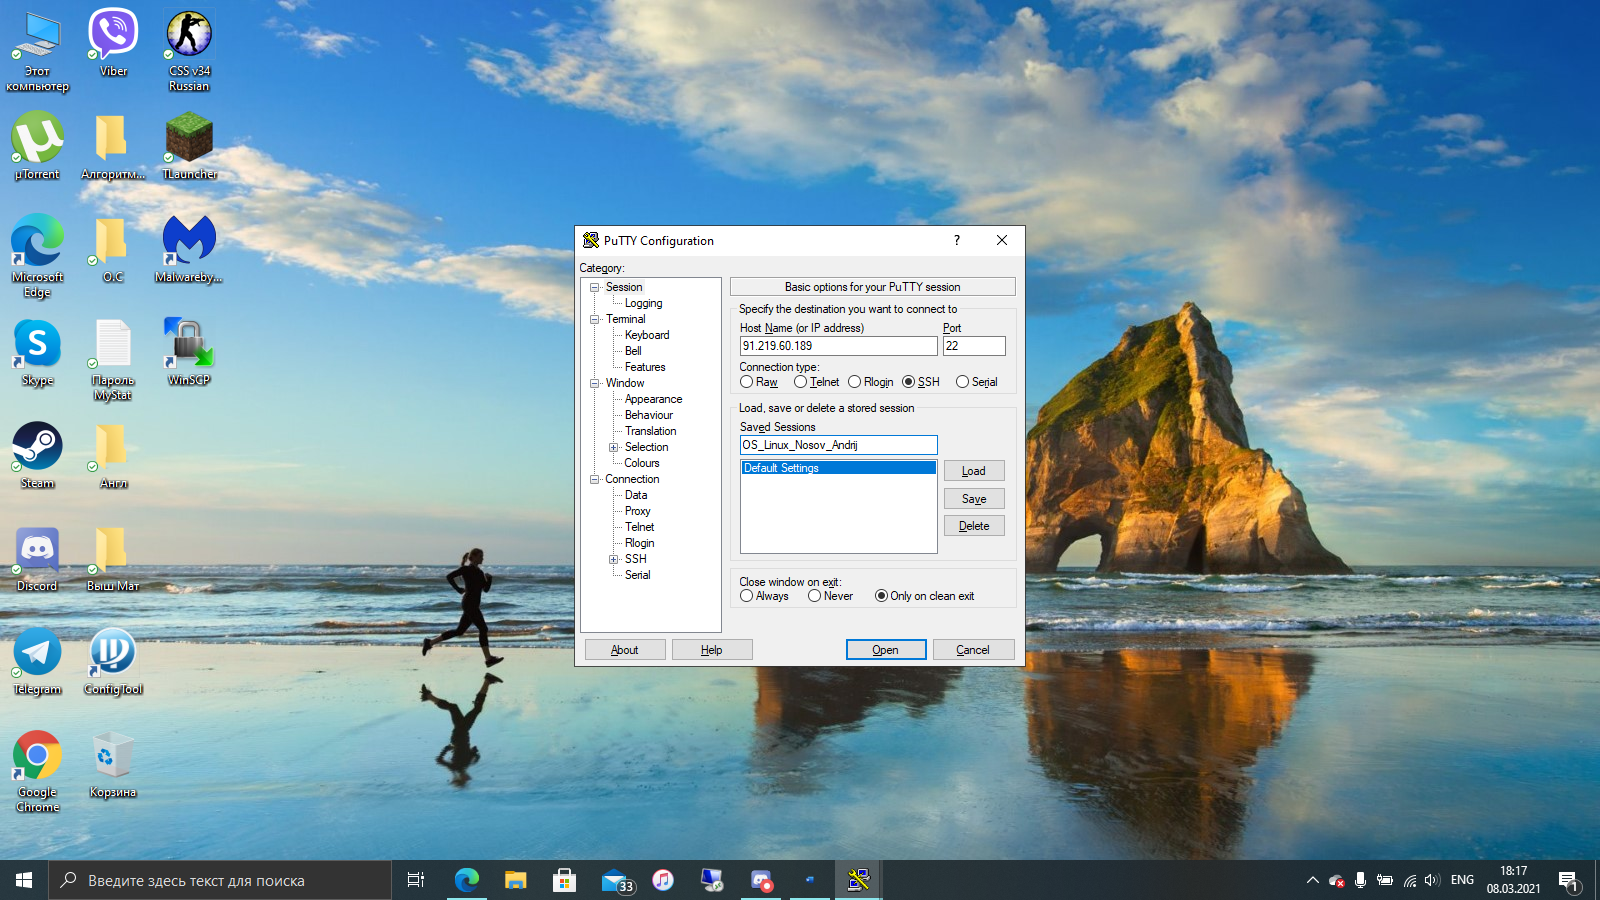 Этот
компьютер
Viber
CSS v34
Russian
µTorrent
Алгоритм...
TLauncher
Microsoft
Edge
О.С
Malwareby...
Skype
Пароль
MyStat
WinSCP
Steam
Англ
Discord
Выш Мат
Telegram
ConfigTool
Google
Chrome
Корзина
PuTTY Configuration
?
Category:
Session
Logging
Terminal
Keyboard
Bell
Features
Window
Appearance
Behaviour
Translation
Selection
Colours
Connection
Data
Proxy
Telnet
Rlogin
SSH
Serial
Basic options for your PuTTY session
Specify the destination you want to connect to
Host Name (or IP address)
Port
91.219.60.189
22
Connection type:
Raw
Telnet
Rlogin
SSH
Serial
Load, save or delete a stored session
Saved Sessions
OS_Linux_Nosov_Andrij
Default Settings
Load
Save
Delete
Close window on exit:
Always
Never
Only on clean exit
About
Help
Open
Cancel
Введите здесь текст для поиска
33
ENG
18:17
08.03.2021
1